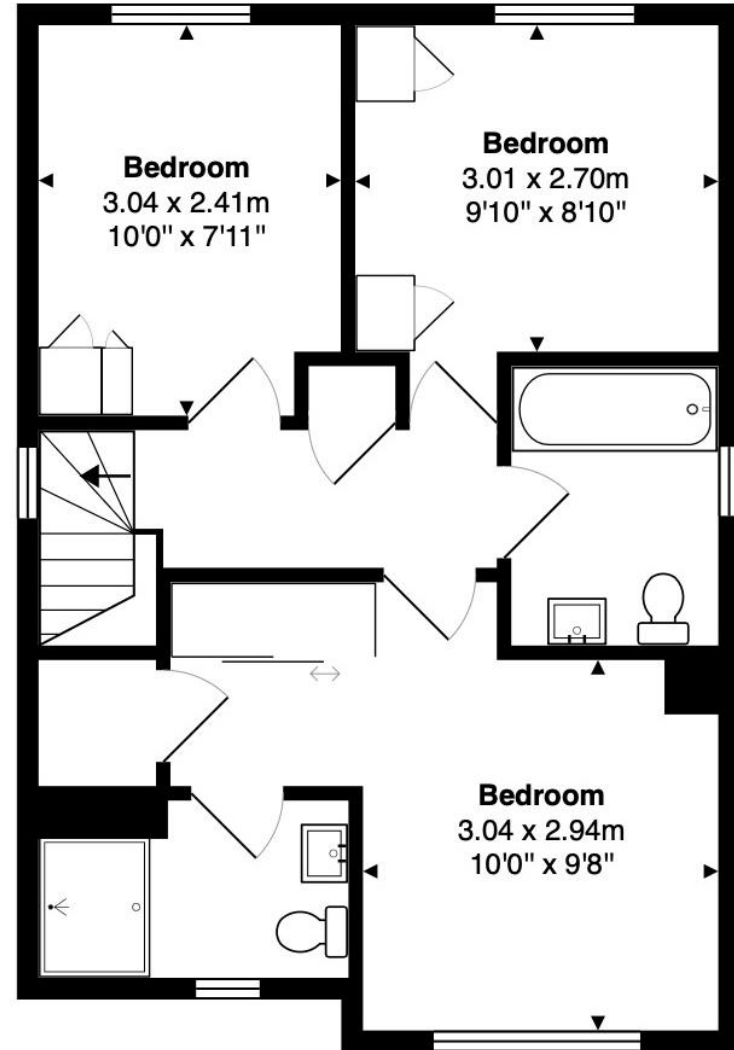 Bedroom
3.04 x 2.41m
10'0" x 7'11"
Bedroom
3.01 x 2.70m
9'10" x 8'10"
Bedroom
3.04 x 2.94m
10'0" x 9'8"